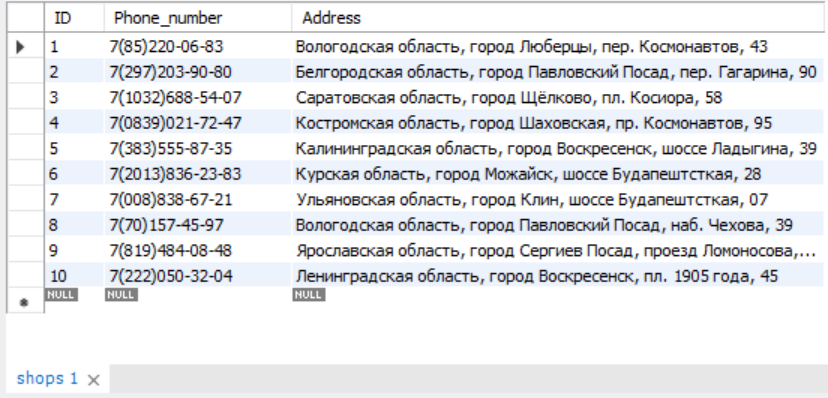 ID Phone_number Address
1 7(85)220-06-83 Вологодская область, город Люберцы, пер. Космонавтов, 43
2 7(297)203-90-80 Белгородская область, город Павловский Посад, пер. Гагарина, 90
3 7(1032)688-54-07 Саратовская область, город Щёлково, пл. Косиора, 58
4 7(0839)021-72-47 Костромская область, город Шаховская, пр. Космонавтов, 95
5 7(383)555-87-35 Калининградская область, город Воскресенск, шоссе Ладыгина, 39
6 7(2013)836-23-83 Курская область, город Можайск, шоссе Будапештсткая, 28
7 7(008)838-67-21 Ульяновская область, город Клин, шоссе Будапештсткая, 07
8 7(70)157-45-97 Вологодская область, город Павловский Посад, наб. Чехова, 39
9 7(819)484-08-48 Ярославская область, город Сергиев Посад, проезд Ломоносова,...
10 7(222)050-32-04 Ленинградская область, город Воскресенск, пл. 1905 года, 45
NULL NULL NULL
shops 1